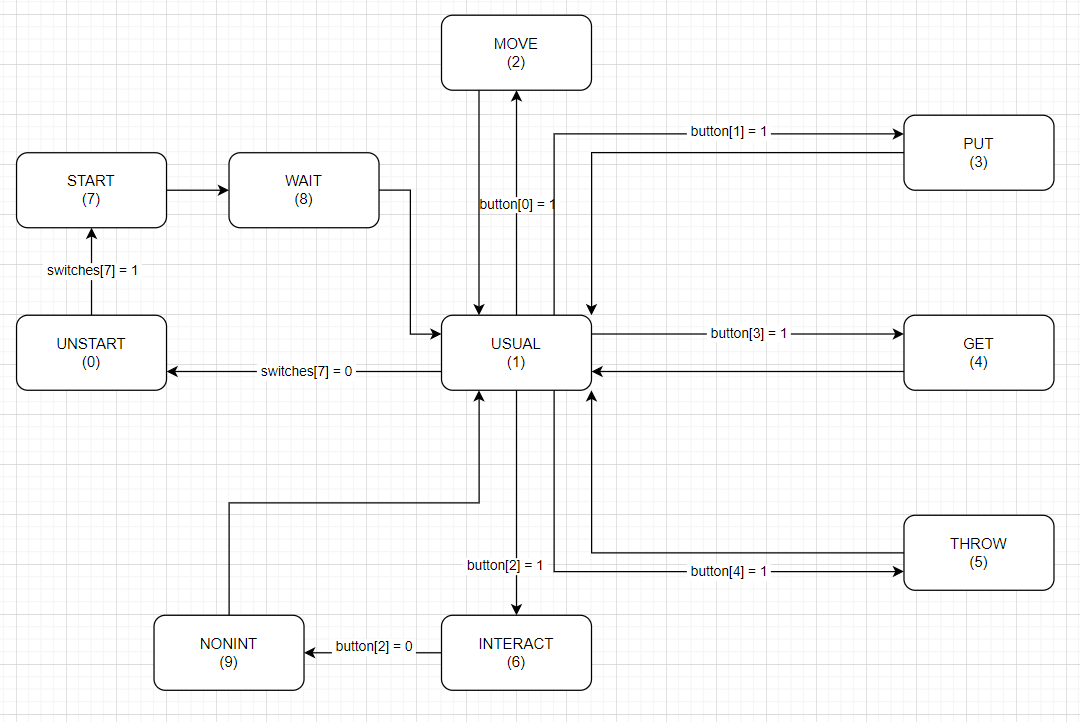 MOVE
(2)
button[1] = 1
PUT
(3)
START
(7)
WAIT
(8)
button[0] = 1
switches[7] = 1
UNSTART
(0)
USUAL
(1)
button[3] = 1
GET
(4)
switches[7] = 0
button[2] = 1
button[4] = 1
THROW
(5)
NONINT
(9)
button[2] = 0
INTERACT
(6)